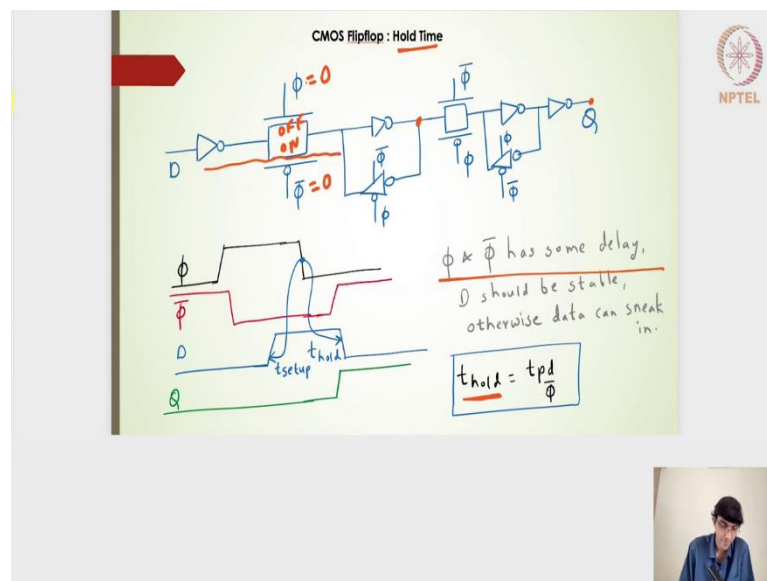 CMOS Flipflop : Hold Time
NPTEL
ϕ=0
ϕ̅
OFF
ON
D
ϕ̅=0
ϕ̅
ϕ
ϕ
ϕ
ϕ̅
Q
ϕ
ϕ̅
D
Q
tsetup
thold
ϕ & ϕ̅ has some delay,
D should be stable,
otherwise data can sneak
in.
thold = tpd ϕ̅